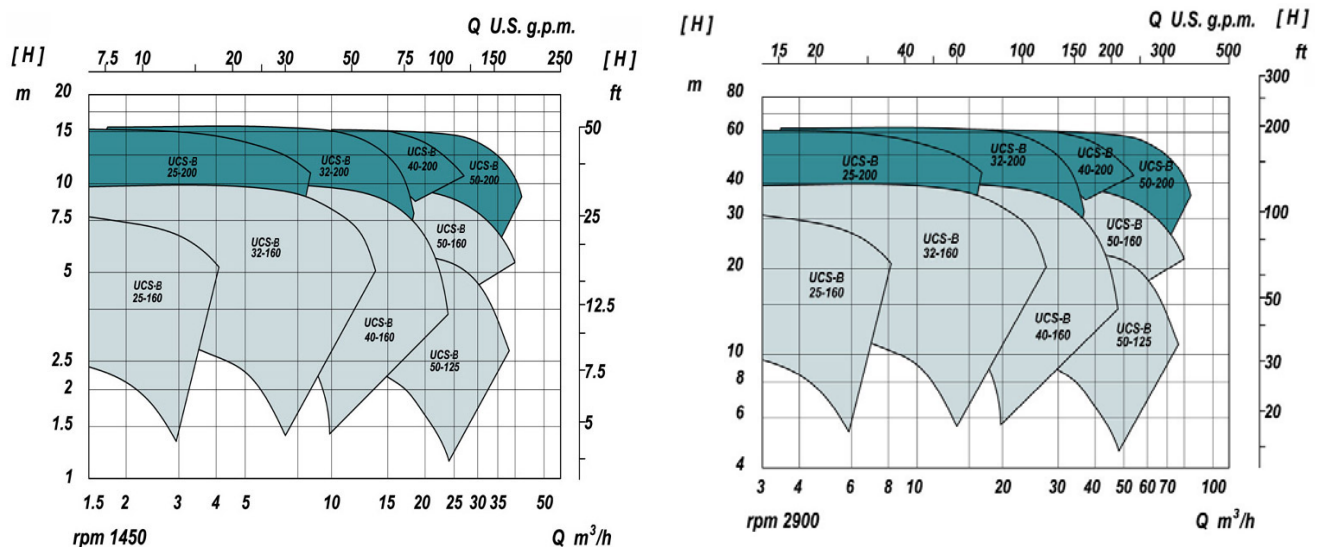 Q U.S. g.p.m.
[ H ]
7,5 10 20 30 50 75 100 150 250
[ H ]
m
ft
20
15
10
7.5
5
2.5
2
1.5
1
50
25
12.5
7.5
5
UCS-B
25-200
UCS-B
32-200
UCS-B
40-200
UCS-B
50-200
UCS-B
50-160
UCS-B
32-160
UCS-B
25-160
UCS-B
40-160
UCS-B
50-125
1.5 2 3 4 5 10 15 20 25 30 35 50
rpm 1450
Q m³/h
Q U.S. g.p.m.
[ H ]
[ H ]
15 20 40 60 100 150 200 300 500
m
ft
80
60
40
30
20
10
8
6
4
300
200
100
50
30
20
UCS-B
25-200
UCS-B
32-200
UCS-B
40-200
UCS-B
50-200
UCS-B
50-160
UCS-B
32-160
UCS-B
25-160
UCS-B
40-160
UCS-B
50-125
3 4 6 8 10 20 30 40 50 60 70 100
rpm 2900
Q m³/h